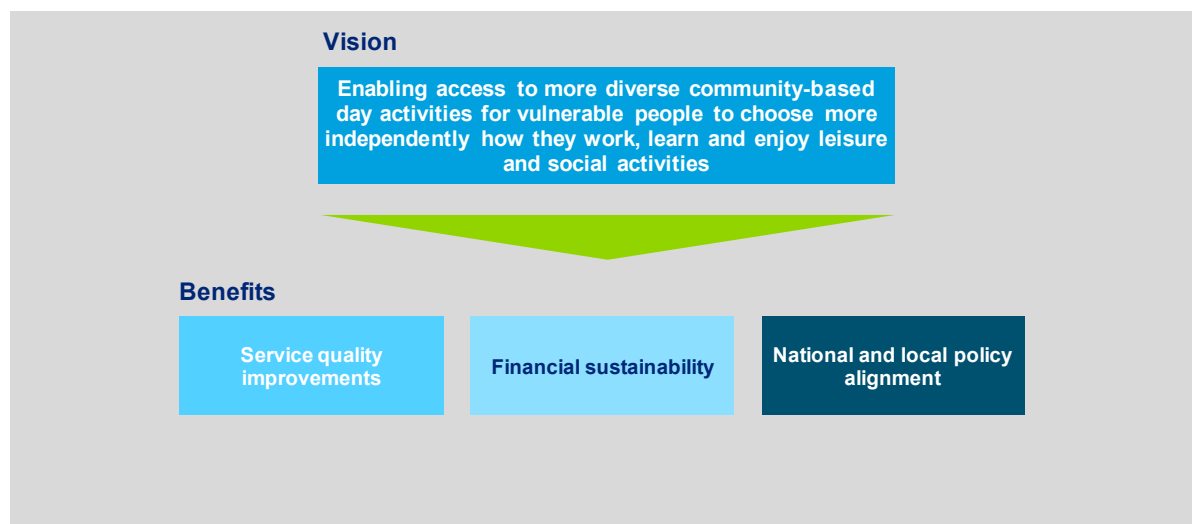 Vision
Enabling access to more diverse community-based
day activities for vulnerable people to choose more
independently how they work, learn and enjoy leisure
and social activities
Benefits
Service quality
improvements
Financial sustainability
National and local policy
alignment